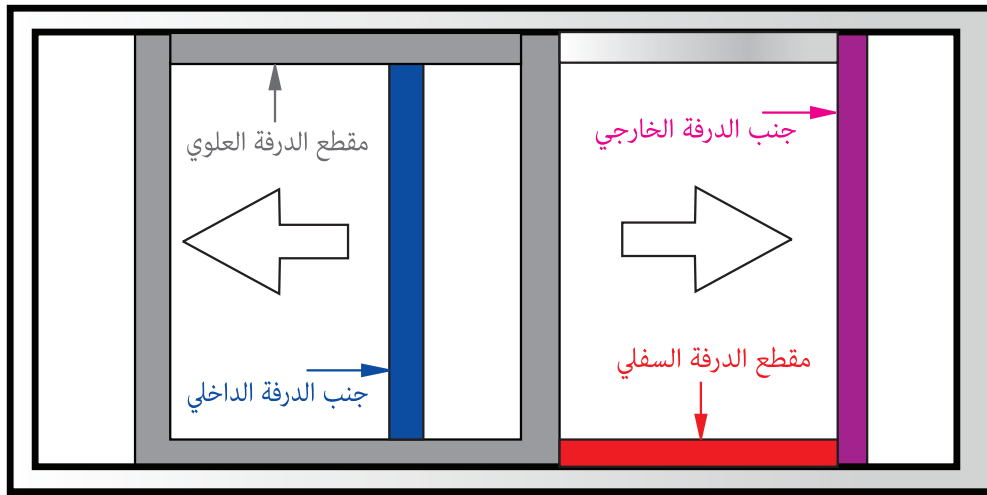 جنب الدرفة الخارجي
مقطع الدرفة العلوي
مقطع الدرفة السفلي
جنب الدرفة الداخلي